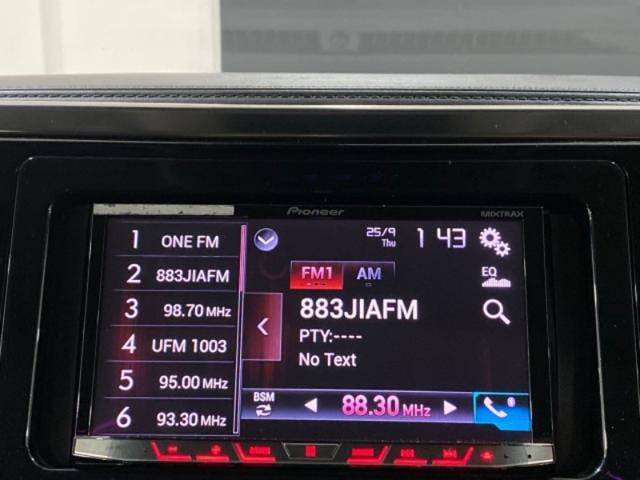 Pioneer
MIXTRAX
25/9
Thu
1 43
1 ONE FM
2 883JIAFM
3 98.70 MHz
4 UFM 1003
5 95.00 MHz
6 93.30 MHz
FM1 AM
883JIAFM
PTY:----
No Text
EQ
BSM
88.30 MHz